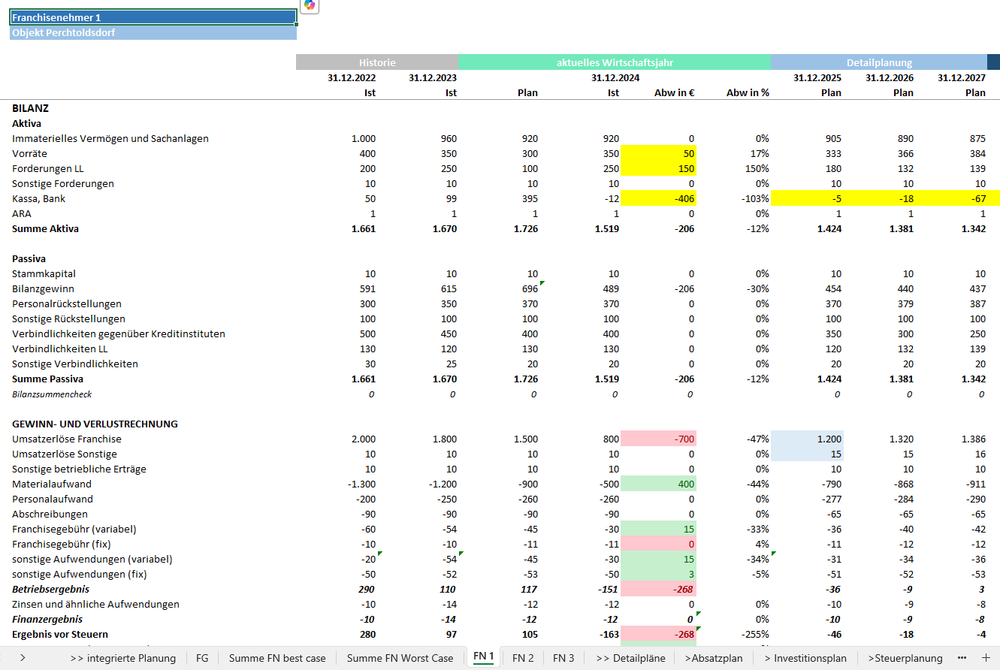 Franchisenehmer 1
Objekt Perchtoldsdorf
Historie aktuelles Wirtschaftsjahr Detailplanung
31.12.2022 31.12.2023 31.12.2024 31.12.2025 31.12.2026 31.12.2027
Ist Ist Plan Ist Abw in € Abw in % Plan Plan Plan
BILANZ
Aktiva
Immaterielles Vermögen und Sachanlagen 1.000 960 920 920 0 0% 905 890 875
Vorräte 400 350 300 350 50 17% 333 366 384
Forderungen LL 200 250 100 250 150 150% 180 132 139
Sonstige Forderungen 10 10 10 10 0 0% 10 10 10
Kassa, Bank 50 99 395 -12 -406 -103% -5 -18 -67
ARA 1 1 1 1 0 0% 1 1 1
Summe Aktiva 1.661 1.670 1.726 1.519 -206 -12% 1.424 1.381 1.342
Passiva
Stammkapital 10 10 10 10 0 0% 10 10 10
Bilanzgewinn 591 615 696 489 -206 -30% 454 440 437
Personalrückstellungen 300 350 370 370 0 0% 370 379 387
Sonstige Rückstellungen 100 100 100 100 0 0% 100 100 100
Verbindlichkeiten gegenüber Kreditinstituten 500 450 400 400 0 0% 350 300 250
Verbindlichkeiten LL 130 120 130 130 0 0% 120 132 139
Sonstige Verbindlichkeiten 30 25 20 20 0 0% 20 20 20
Summe Passiva 1.661 1.670 1.726 1.519 -206 -12% 1.424 1.381 1.342
Bilanzsummencheck 0 0 0 0 0 0 0 0
GEWINN- UND VERLUSTRECHNUNG
Umsatzerlöse Franchise 2.000 1.800 1.500 800 -700 -47% 1.200 1.320 1.386
Umsatzerlöse Sonstige 10 10 10 10 0 0% 15 15 16
Sonstige betriebliche Erträge 10 10 10 10 0 0% 10 10 10
Materialaufwand -1.300 -1.200 -900 -500 400 -44% -790 -868 -911
Personalaufwand -200 -250 -260 -260 0 0% -277 -284 -290
Abschreibungen -90 -90 -90 -90 0 0% -65 -65 -65
Franchisegebühr (variabel) -60 -54 -45 -30 15 -33% -36 -40 -42
Franchisegebühr (fix) -10 -10 -11 -11 0 4% -11 -12 -12
sonstige Aufwendungen (variabel) -20 -54 -45 -30 15 -34% -31 -34 -36
sonstige Aufwendungen (fix) -50 -52 -53 -50 3 -5% -51 -52 -53
Betriebsergebnis 290 110 117 -151 -268 -36 -9 3
Zinsen und ähnliche Aufwendungen -10 -14 -12 -12 0 0% -10 -9 -8
Finanzergebnis -10 -14 -12 -12 0 0% -10 -9 -8
Ergebnis vor Steuern 280 97 105 -163 -268 -255% -46 -18 -4
>> integrierte Planung FG Summe FN best case Summe FN Worst Case FN 1 FN 2 FN 3 >> Detailpläne >Absatzplan > Investitionsplan >Steuerplanung